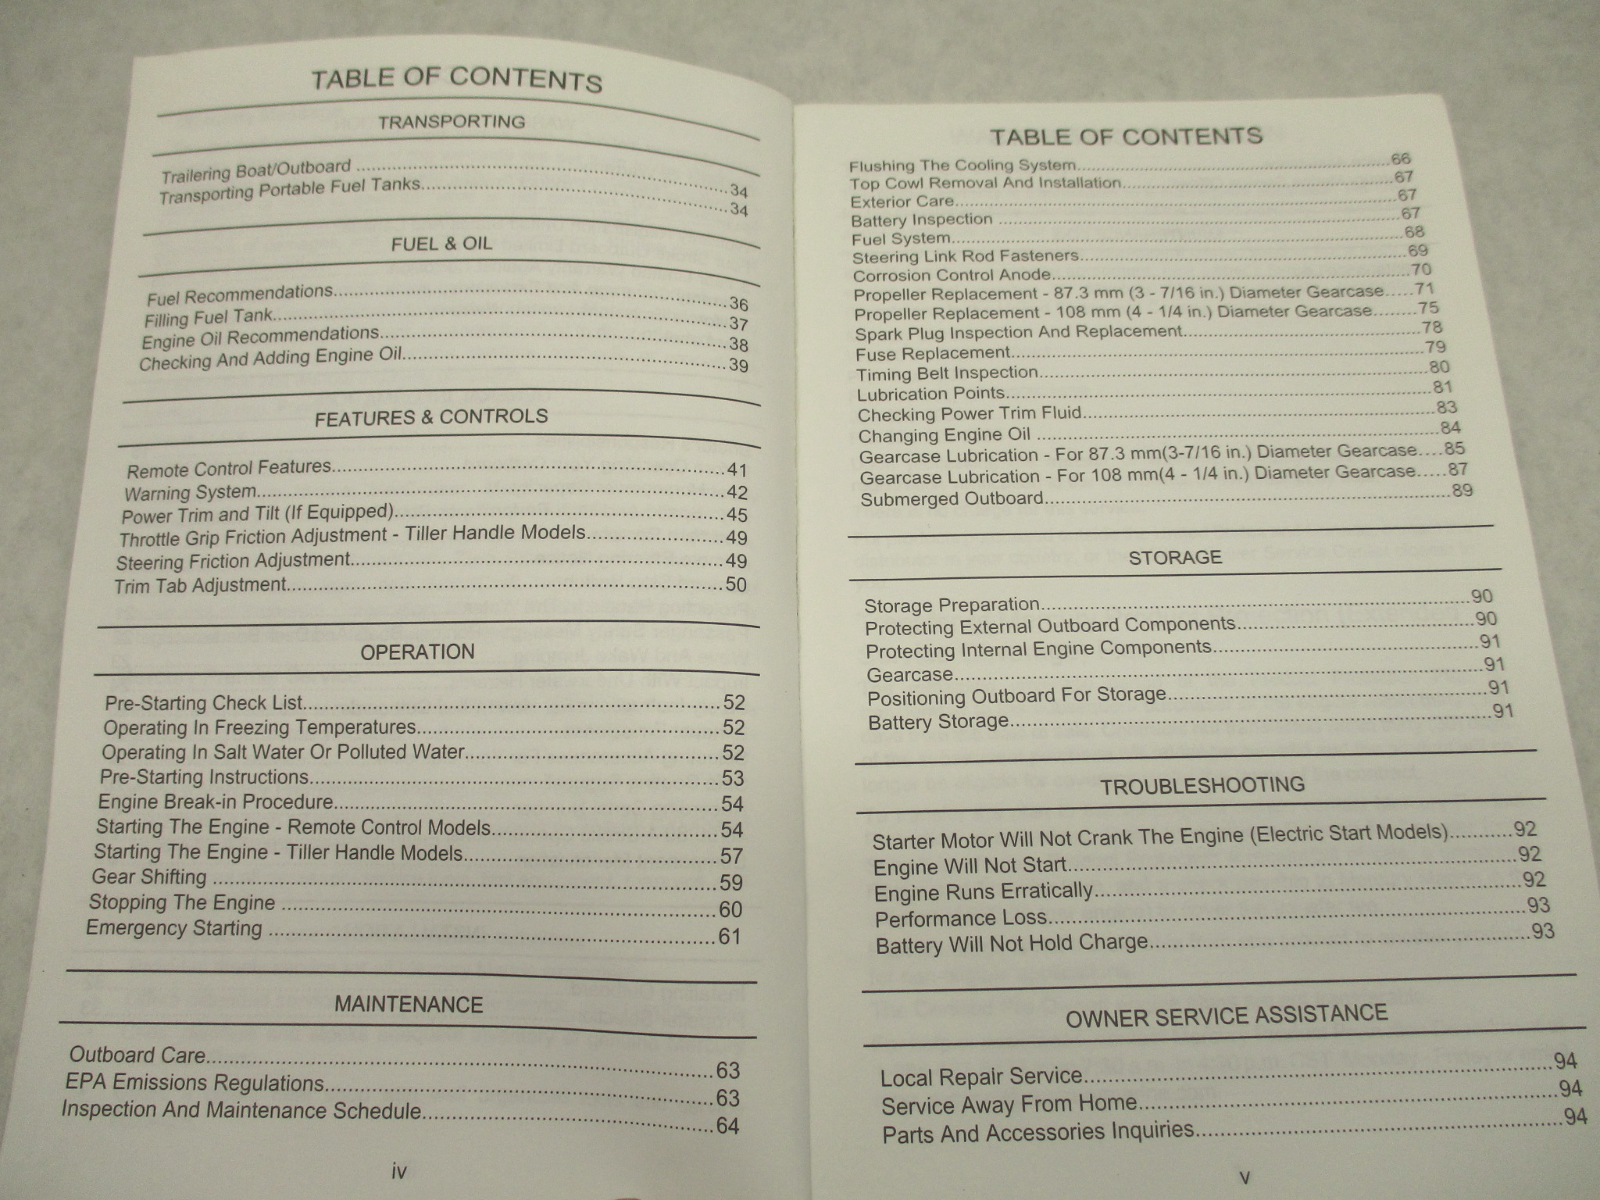 TABLE OF CONTENTS
TRANSPORTING
Trailering Boat/Outboard ........................................ 34
Transporting Portable Fuel Tanks........................................ 34
FUEL & OIL
Fuel Recommendations........................................ 36
Filling Fuel Tank........................................ 37
Engine Oil Recommendations........................................ 38
Checking And Adding Engine Oil........................................ 39
FEATURES & CONTROLS
Remote Control Features........................................ 41
Warning System........................................ 42
Power Trim and Tilt (If Equipped)........................................ 45
Throttle Grip Friction Adjustment - Tiller Handle Models........................ 49
Steering Friction Adjustment........................................ 49
Trim Tab Adjustment........................................ 50
OPERATION
Pre-Starting Check List........................................ 52
Operating In Freezing Temperatures........................................ 52
Operating In Salt Water Or Polluted Water........................................ 52
Pre-Starting Instructions........................................ 53
Engine Break-in Procedure........................................ 54
Starting The Engine - Remote Control Models........................................ 54
Starting The Engine - Tiller Handle Models........................................ 57
Gear Shifting ........................................ 59
Stopping The Engine ........................................ 60
Emergency Starting ........................................ 61
MAINTENANCE
Outboard Care........................................ 63
EPA Emissions Regulations........................................ 63
Inspection And Maintenance Schedule........................................ 64
iv
TABLE OF CONTENTS
Flushing The Cooling System........................................ 66
Top Cowl Removal And Installation........................................ 67
Exterior Care........................................ 67
Battery Inspection ........................................ 67
Fuel System........................................ 68
Steering Link Rod Fasteners........................................ 69
Corrosion Control Anode........................................ 70
Propeller Replacement - 87.3 mm (3 - 7/16 in.) Diameter Gearcase.....71
Propeller Replacement - 108 mm (4 - 1/4 in.) Diameter Gearcase........75
Spark Plug Inspection And Replacement........................................ 78
Fuse Replacement........................................ 79
Timing Belt Inspection........................................ 80
Lubrication Points........................................ 81
Checking Power Trim Fluid........................................ 83
Changing Engine Oil ........................................ 84
Gearcase Lubrication - For 87.3 mm(3-7/16 in.) Diameter Gearcase....85
Gearcase Lubrication - For 108 mm(4 - 1/4 in.) Diameter Gearcase.....87
Submerged Outboard........................................ 89
STORAGE
Storage Preparation........................................ 90
Protecting External Outboard Components........................................ 90
Protecting Internal Engine Components........................................ 91
Gearcase........................................ 91
Positioning Outboard For Storage........................................ 91
Battery Storage........................................ 91
TROUBLESHOOTING
Starter Motor Will Not Crank The Engine (Electric Start Models)...........92
Engine Will Not Start........................................ 92
Engine Runs Erratically........................................ 92
Performance Loss........................................ 93
Battery Will Not Hold Charge........................................ 93
OWNER SERVICE ASSISTANCE
Local Repair Service........................................ 94
Service Away From Home........................................ 94
Parts And Accessories Inquiries........................................ 94
v